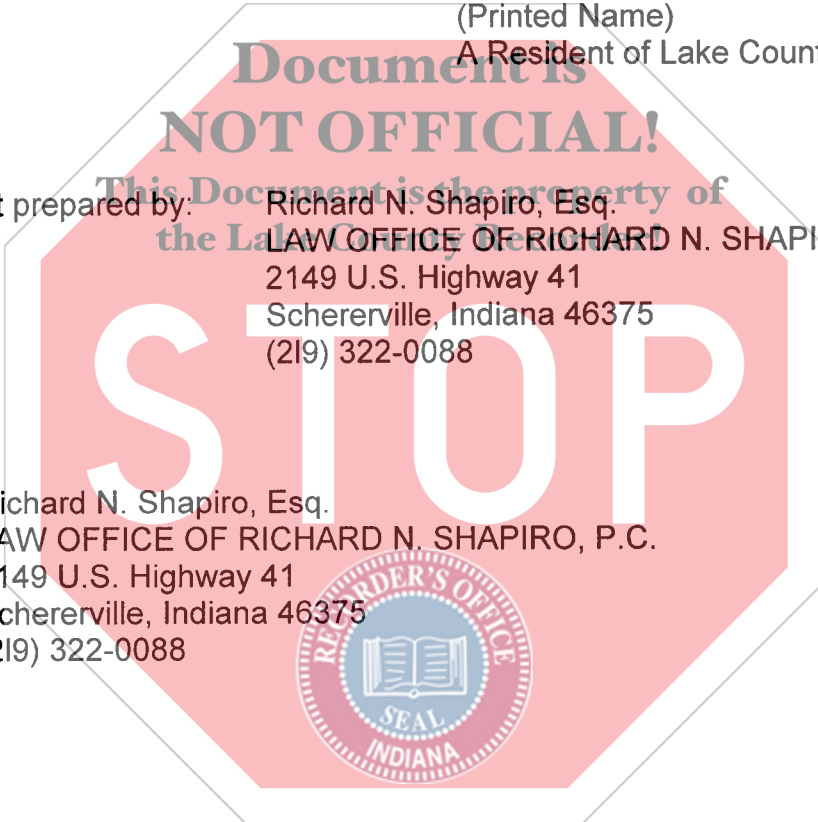 (Printed Name)
A Resident of Lake Count
Document is
NOT OFFICIAL!
This Document is the property of
the Lake County Recorder!
t prepared by:
Richard N. Shapiro, Esq.
LAW OFFICE OF RICHARD N. SHAPI
2149 U.S. Highway 41
Schererville, Indiana 46375
(2I9) 322-0088
STOP
ichard N. Shapiro, Esq.
AW OFFICE OF RICHARD N. SHAPIRO, P.C.
149 U.S. Highway 41
chererville, Indiana 46375
2I9) 322-0088
RECORDER'S OFFICE
SEAL
INDIANA